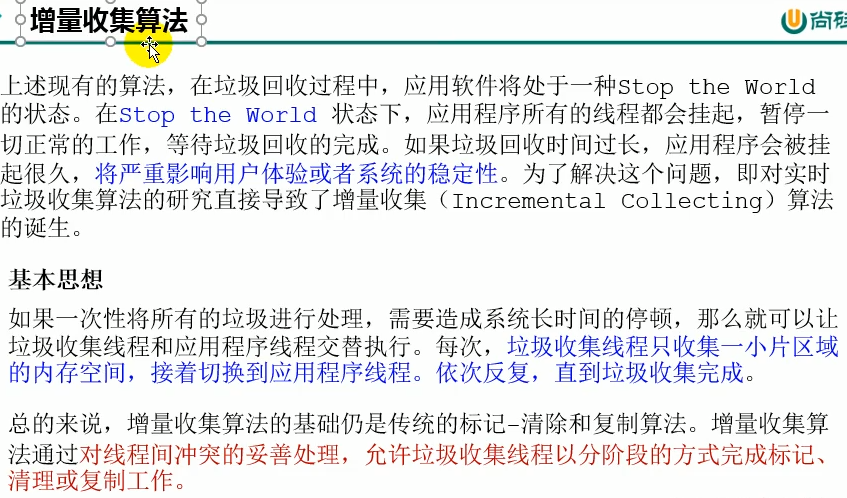 增量收集算法
尚硅
上述现有的算法，在垃圾回收过程中，应用软件将处于一种Stop the World
的状态。在Stop the World 状态下，应用程序所有的线程都会挂起，暂停一
切正常的工作，等待垃圾回收的完成。如果垃圾回收时间过长，应用程序会被挂
起很久，将严重影响用户体验或者系统的稳定性。为了解决这个问题，即对实时
垃圾收集算法的研究直接导致了增量收集（Incremental Collecting）算法
的诞生。
基本思想
如果一次性将所有的垃圾进行处理，需要造成系统长时间的停顿，那么就可以让
垃圾收集线程和应用程序线程交替执行。每次，垃圾收集线程只收集一小片区域
的内存空间，接着切换到应用程序线程。依次反复，直到垃圾收集完成。
总的来说，增量收集算法的基础仍是传统的标记-清除和复制算法。增量收集算
法通过对线程间冲突的妥善处理，允许垃圾收集线程以分阶段的方式完成标记、
清理或复制工作。